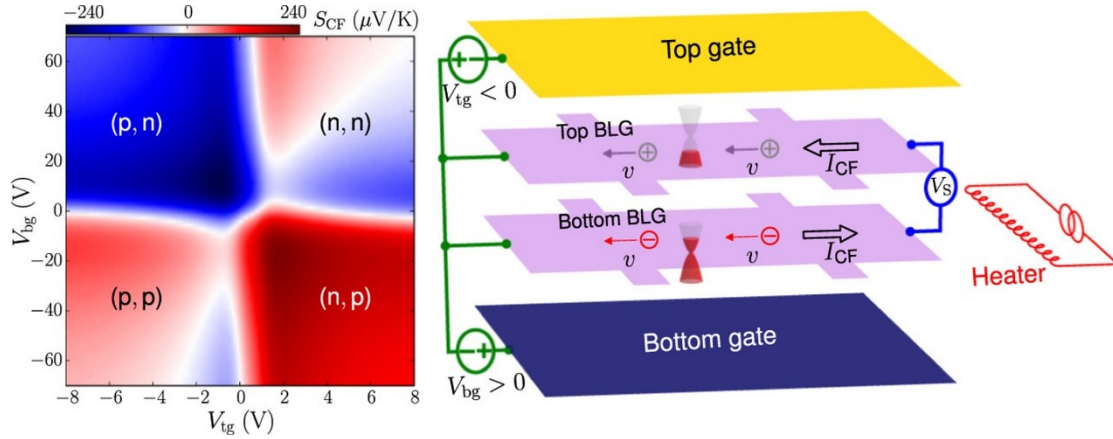 −240 0 240 S_CF (μV/K)
60
40
20
0
−20
−40
−60
V_bg (V)
(p, n)
(n, n)
(p, p)
(n, p)
−8 −6 −4 −2 0 2 4 6 8
V_tg (V)
Top gate
V_tg < 0
Top BLG
v
v
I_CF
V_S
Bottom BLG
v
v
I_CF
Heater
Bottom gate
V_bg > 0